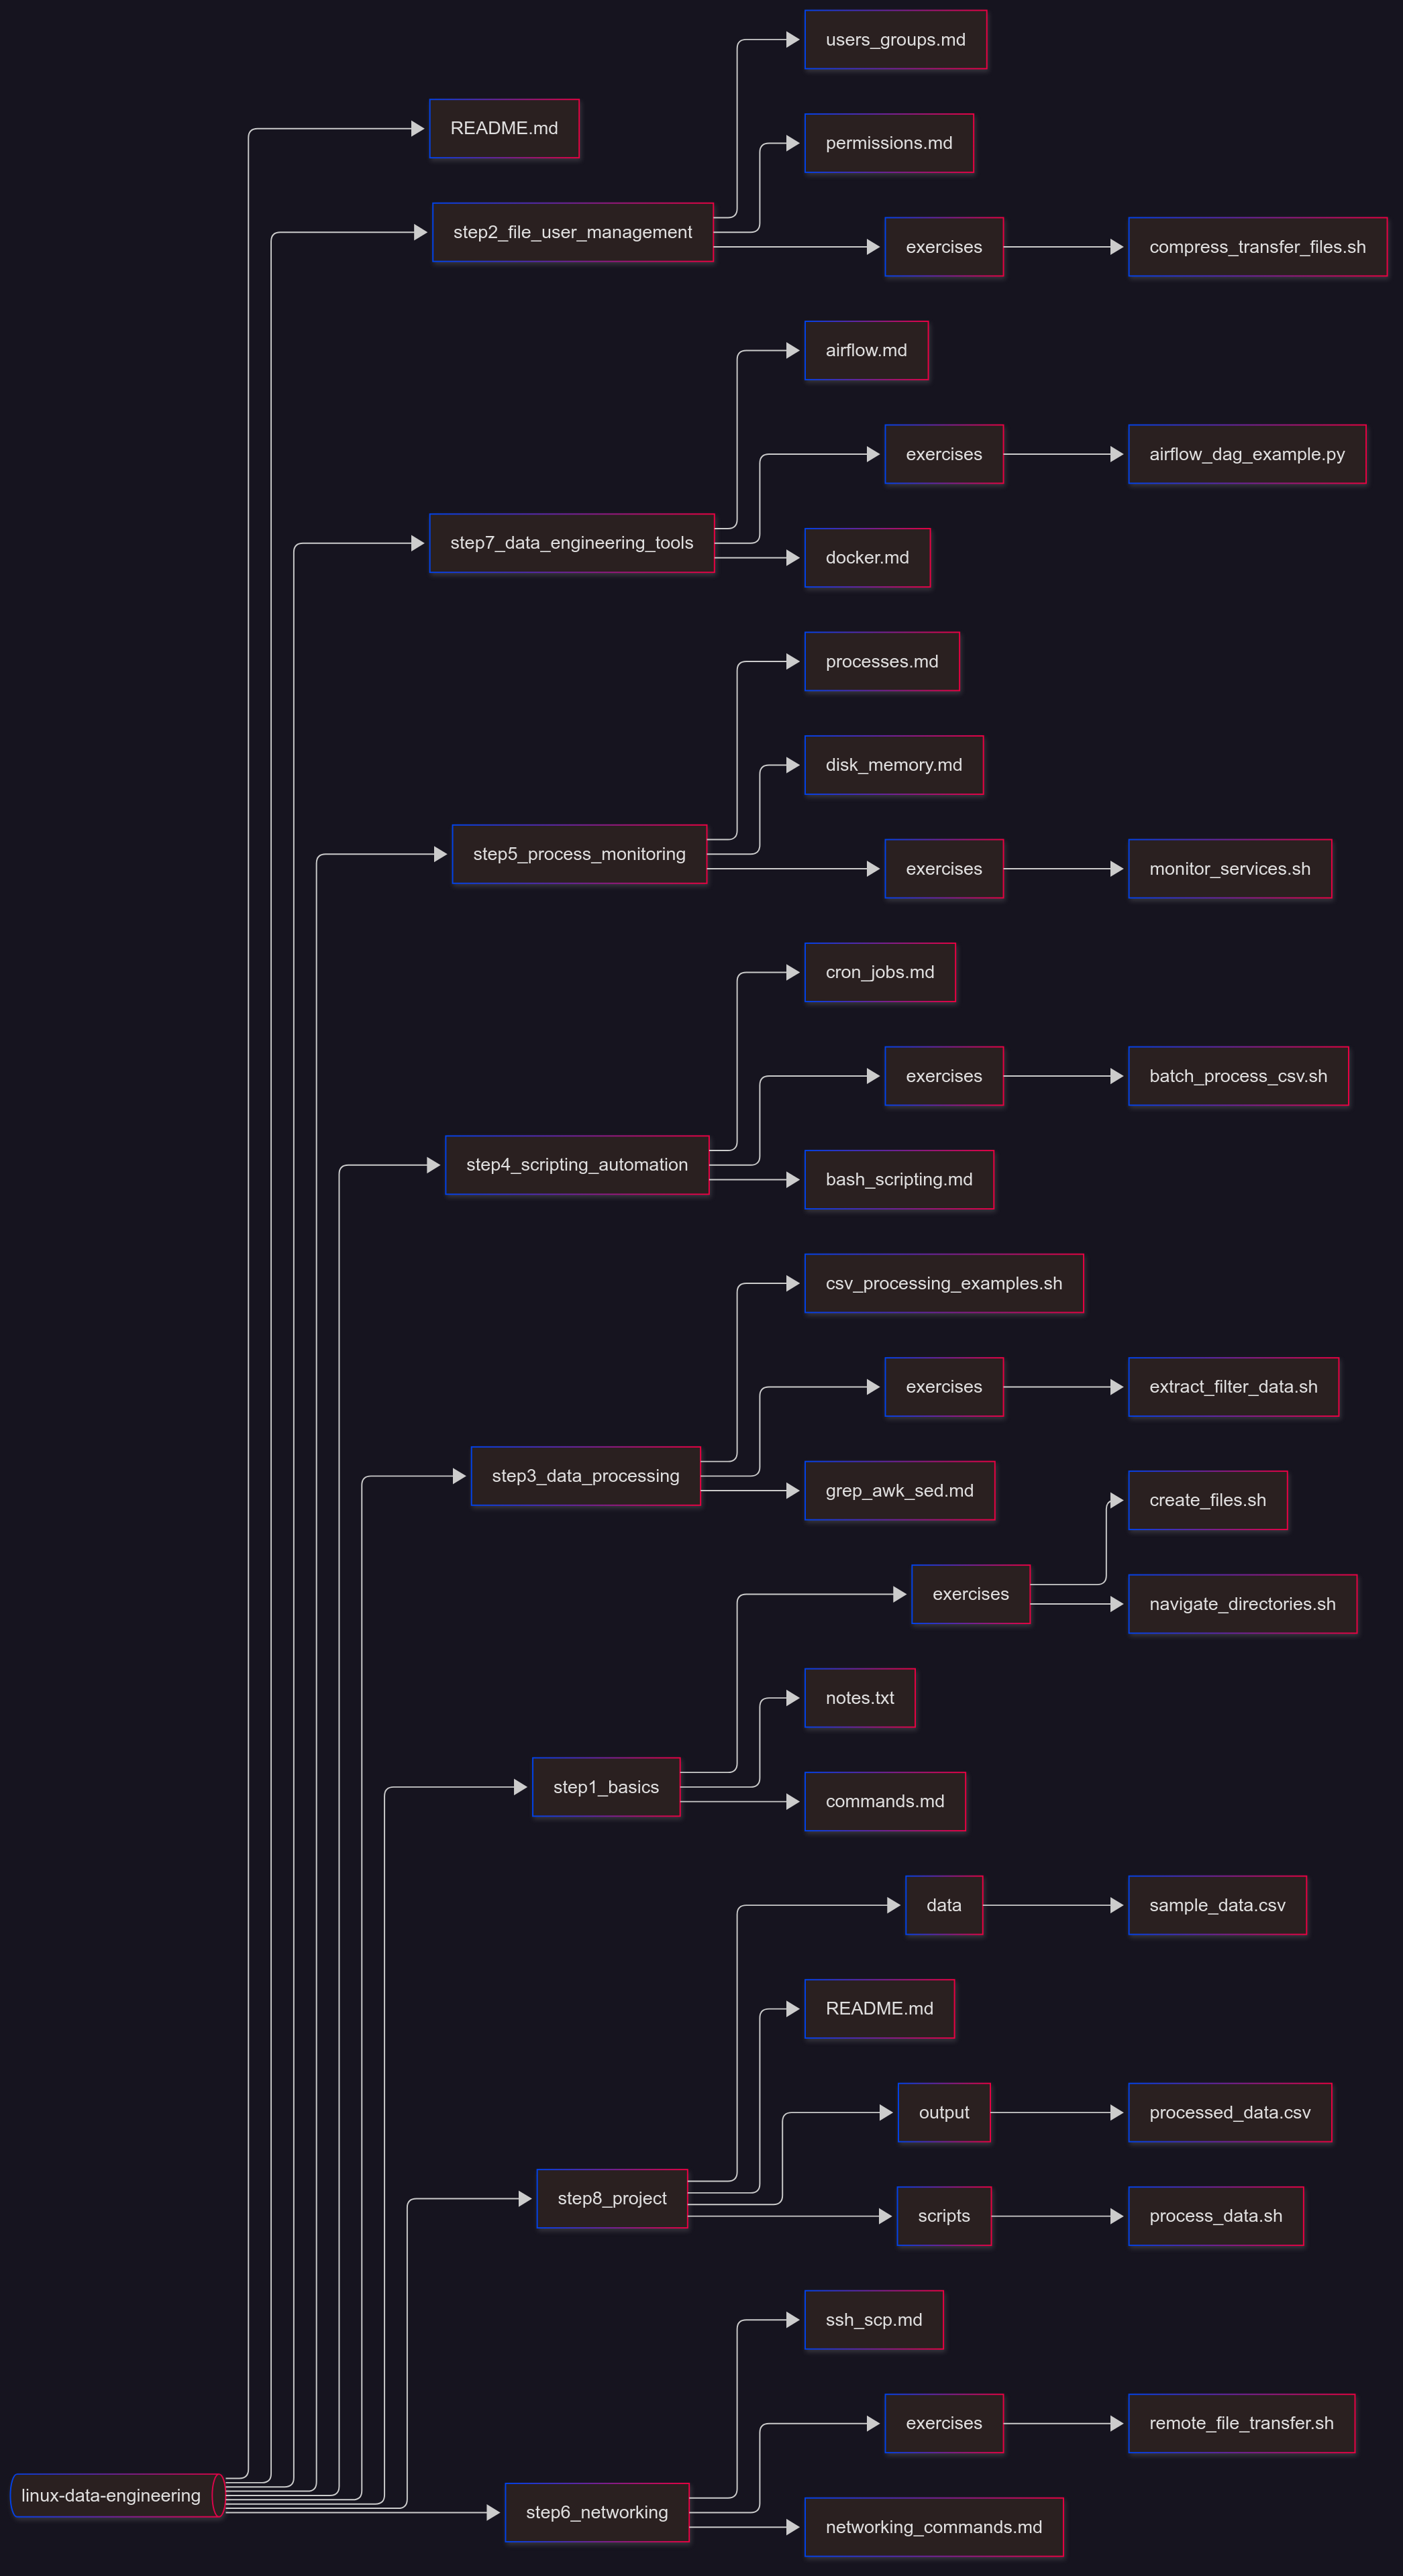 users_groups.md
README.md
permissions.md
step2_file_user_management
exercises
compress_transfer_files.sh
airflow.md
exercises
airflow_dag_example.py
step7_data_engineering_tools
docker.md
processes.md
disk_memory.md
step5_process_monitoring
exercises
monitor_services.sh
cron_jobs.md
exercises
batch_process_csv.sh
step4_scripting_automation
bash_scripting.md
csv_processing_examples.sh
exercises
extract_filter_data.sh
step3_data_processing
grep_awk_sed.md
create_files.sh
exercises
navigate_directories.sh
notes.txt
step1_basics
commands.md
data
sample_data.csv
README.md
output
processed_data.csv
step8_project
scripts
process_data.sh
ssh_scp.md
exercises
remote_file_transfer.sh
linux-data-engineering
step6_networking
networking_commands.md